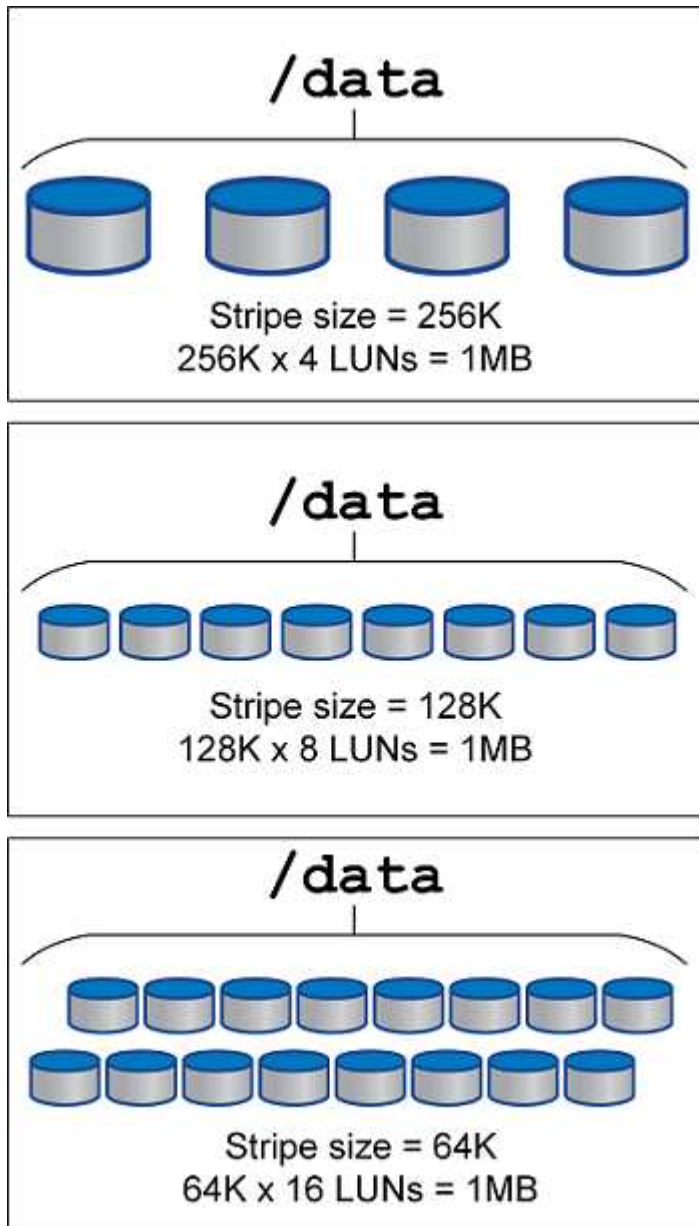 /data
Stripe size = 256K
256K x 4 LUNs = 1MB
/data
Stripe size = 128K
128K x 8 LUNs = 1MB
/data
Stripe size = 64K
64K x 16 LUNs = 1MB